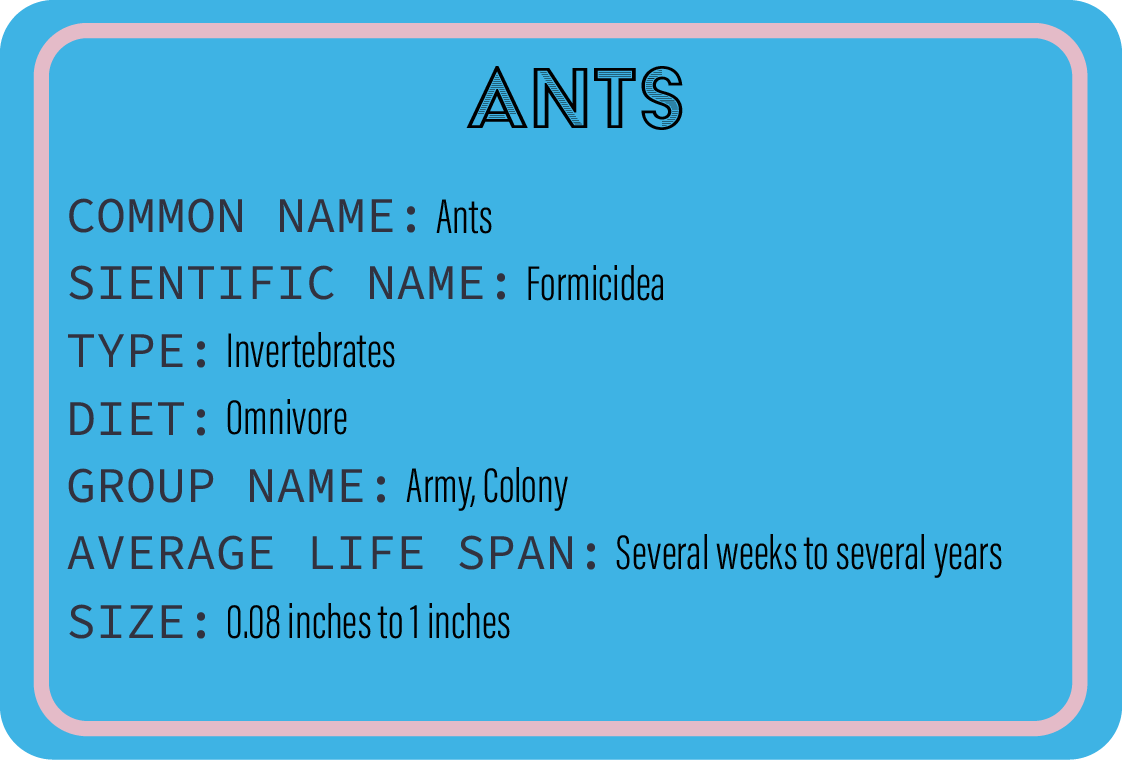 ANTS
COMMON NAME: Ants
SIENTIFIC NAME: Formicidea
TYPE: Invertebrates
DIET: Omnivore
GROUP NAME: Army, Colony
AVERAGE LIFE SPAN: Several weeks to several years
SIZE: 0.08 inches to 1 inches